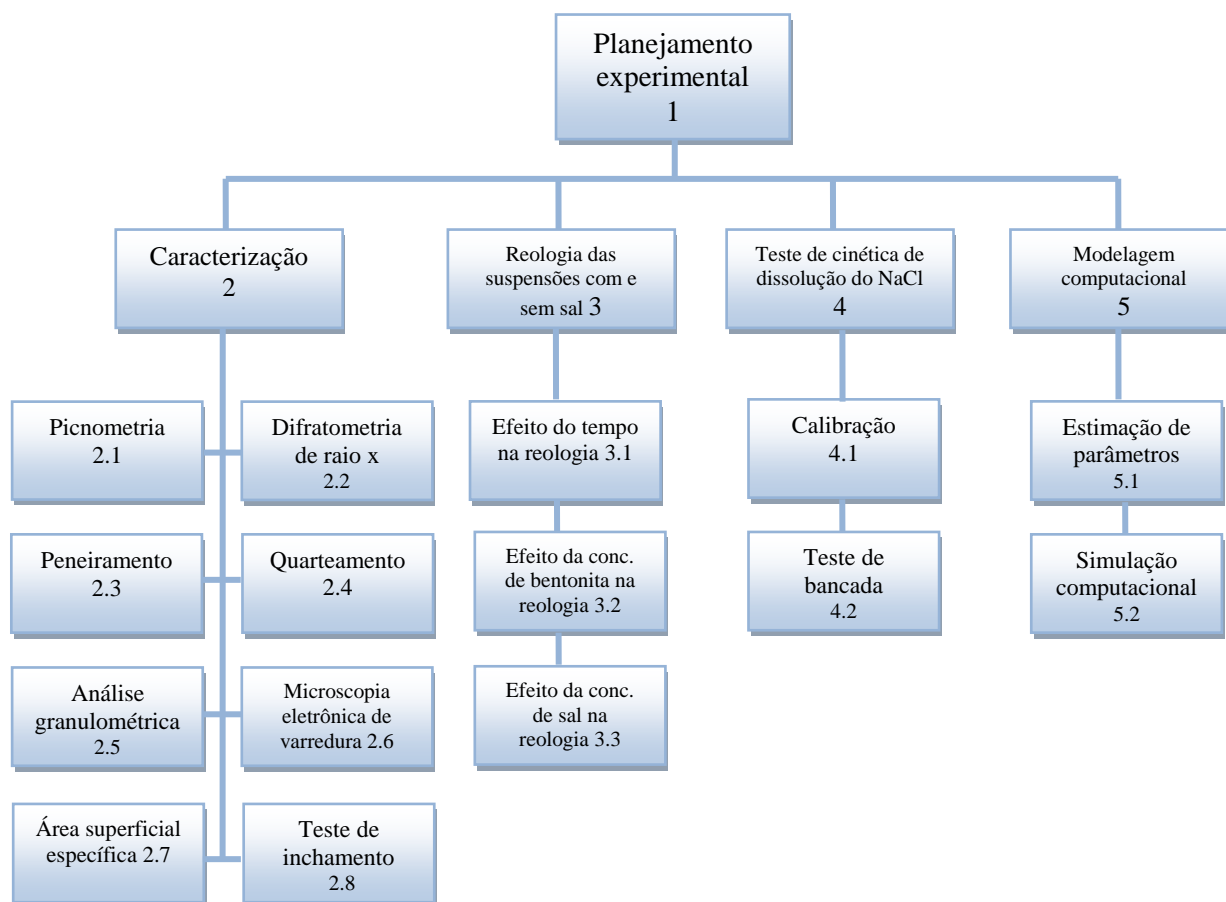 Planejamento
experimental
1
Caracterização
2
Reologia das
suspensões com e
sem sal 3
Teste de cinética de
dissolução do NaCl
4
Modelagem
computacional
5
Picnometria
2.1
Difratometria
de raio x
2.2
Peneiramento
2.3
Quarteamento
2.4
Análise
granulométrica
2.5
Microscopia
eletrônica de
varredura 2.6
Área superficial
específica 2.7
Teste de
inchamento
2.8
Efeito do tempo
na reologia 3.1
Efeito da conc.
de bentonita na
reologia 3.2
Efeito da conc.
de sal na
reologia 3.3
Calibração
4.1
Teste de
bancada
4.2
Estimação de
parâmetros
5.1
Simulação
computacional
5.2